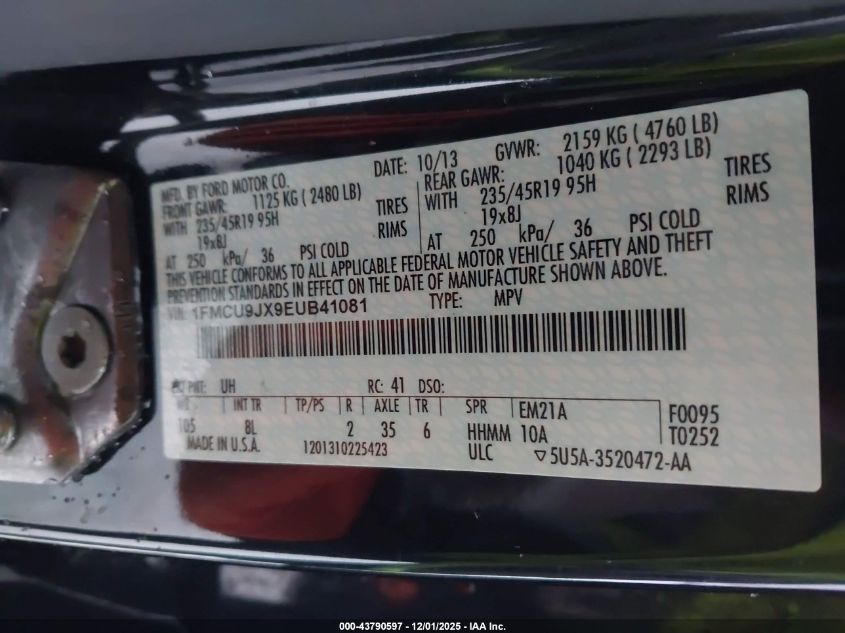 MFD. BY FORD MOTOR CO. DATE: 10/13 GVWR: 2159 KG ( 4760 LB)
FRONT GAWR: 1125 KG ( 2480 LB) REAR GAWR: 1040 KG ( 2293 LB)
WITH 235/45R19 95H TIRES WITH 235/45R19 95H TIRES
19x8J RIMS 19x8J RIMS
AT 250 kPa/ 36 PSI COLD AT 250 kPa/ 36 PSI COLD
THIS VEHICLE CONFORMS TO ALL APPLICABLE FEDERAL MOTOR VEHICLE SAFETY AND THEFT
PREVENTION STANDARDS IN EFFECT ON THE DATE OF MANUFACTURE SHOWN ABOVE.
VIN: 1FMCU9JX9EUB41081 TYPE: MPV
EXT PNT: UH RC: 41 DSO:
WB INT TR TP/PS R AXLE TR SPR EM21A F0095
105 8L 2 35 6 HHMM 10A T0252
MADE IN U.S.A. 1201310225423 ULC ▽5U5A-3520472-AA
000-43790597 - 12/01/2025 - IAA Inc.